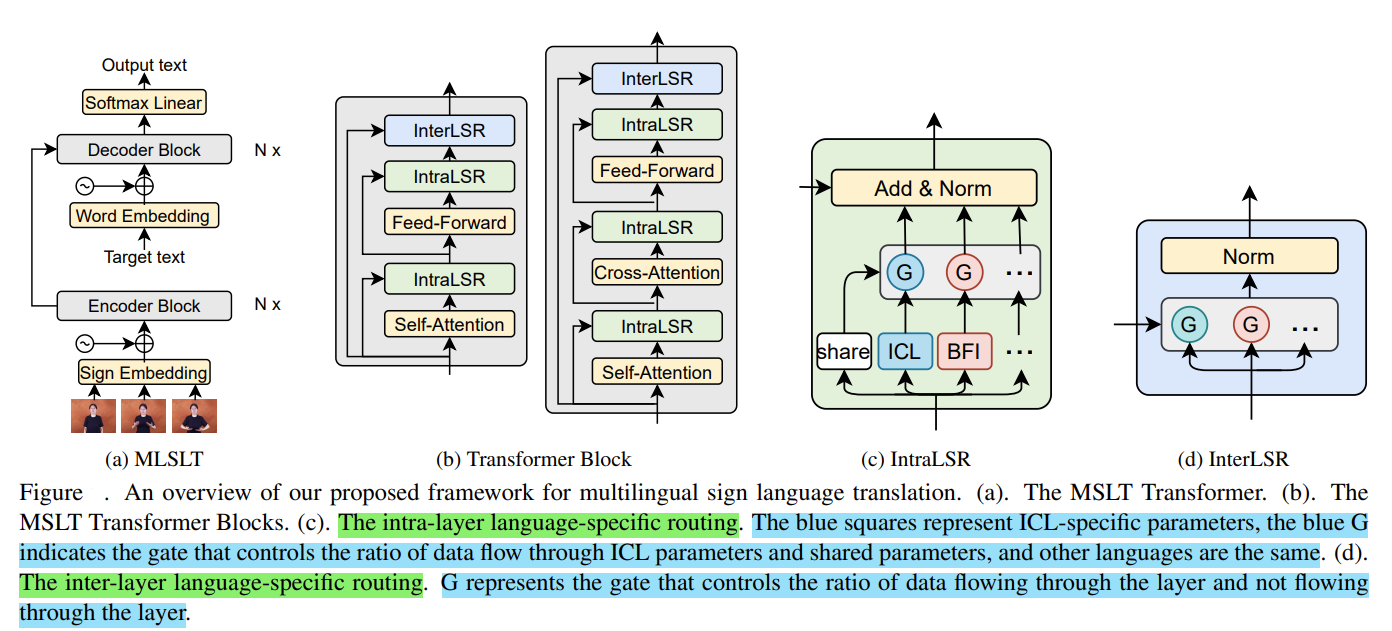 Output text
Softmax Linear
Decoder Block
N x
~
Word Embedding
Target text
Encoder Block
N x
~
Sign Embedding
(a) MLSLT
InterLSR
IntraLSR
Feed-Forward
IntraLSR
Self-Attention
InterLSR
IntraLSR
Feed-Forward
IntraLSR
Cross-Attention
IntraLSR
Self-Attention
(b) Transformer Block
Add & Norm
G G ...
share ICL BFI ...
(c) IntraLSR
Norm
G G ...
(d) InterLSR
Figure . An overview of our proposed framework for multilingual sign language translation. (a). The MSLT Transformer. (b). The
MSLT Transformer Blocks. (c). The intra-layer language-specific routing. The blue squares represent ICL-specific parameters, the blue G
indicates the gate that controls the ratio of data flow through ICL parameters and shared parameters, and other languages are the same. (d).
The inter-layer language-specific routing. G represents the gate that controls the ratio of data flowing through the layer and not flowing
through the layer.